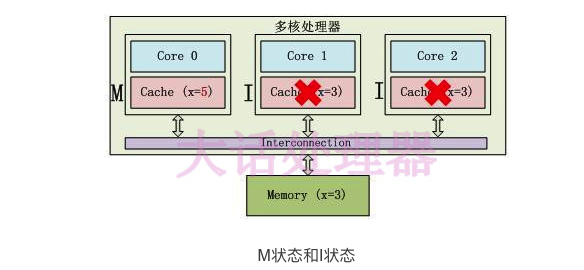 多核处理器
Core 0
Core 1
Core 2
M
Cache (x=5)
I
Cache (x=3)
I
Cache (x=3)
Interconnection
大话处理器
Memory (x=3)
M状态和I状态